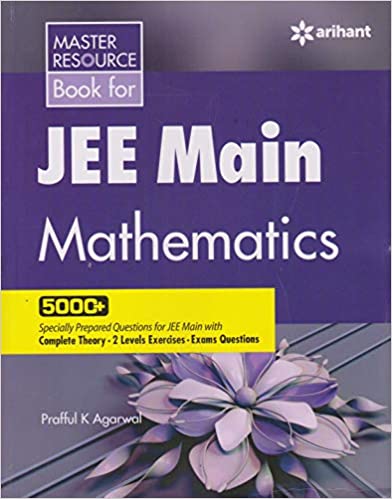 MASTER
RESOURCE
Book for
arihant
JEE Main
Mathematics
5000+
Specially Prepared Questions for JEE Main with
Complete Theory • 2 Levels Exercises • Exams Questions
Prafful K Agarwal